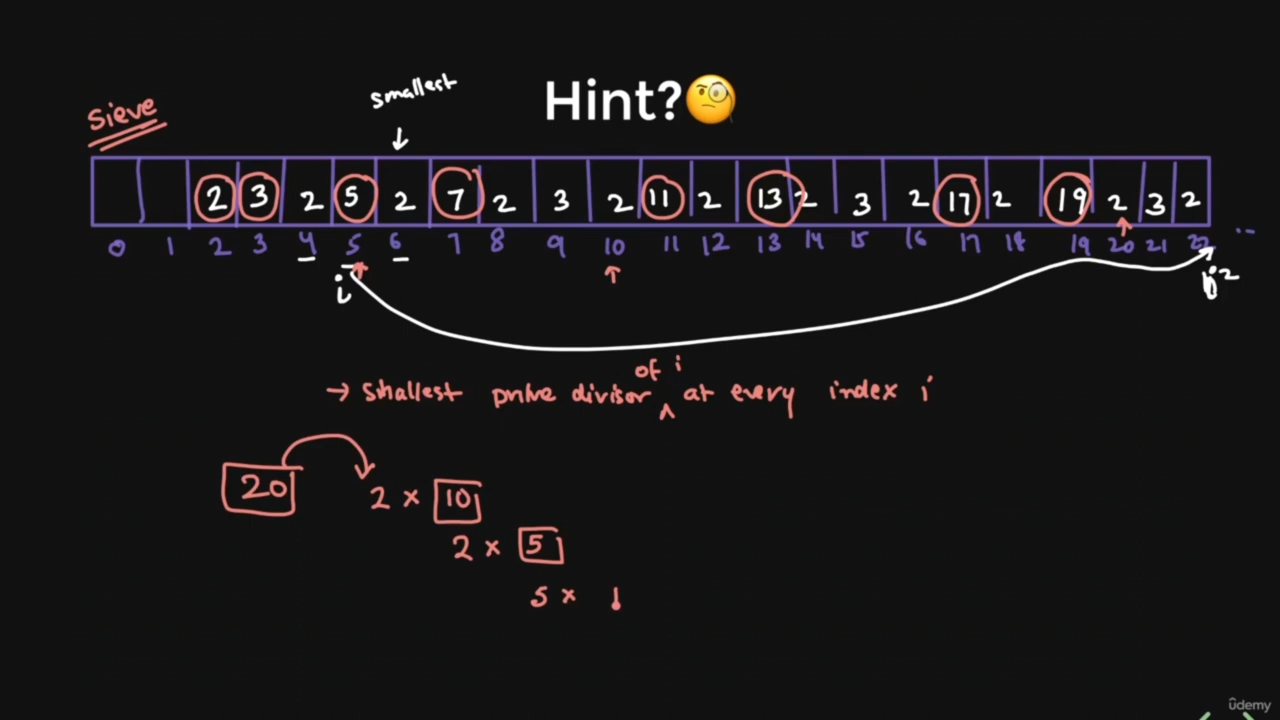 smallest
Hint?🧐
Sieve
2 3 2 5 2 7 2 3 2 11 2 13 2 3 2 17 2 19 2 3 2
0 1 2 3 4 5 6 7 8 9 10 11 12 13 14 15 16 17 18 19 20 21 22 ..
i
of i
→ smallest prime divisor ^ at every index i
20 2 × 10
2 × 5
5 × 1
ûdemy